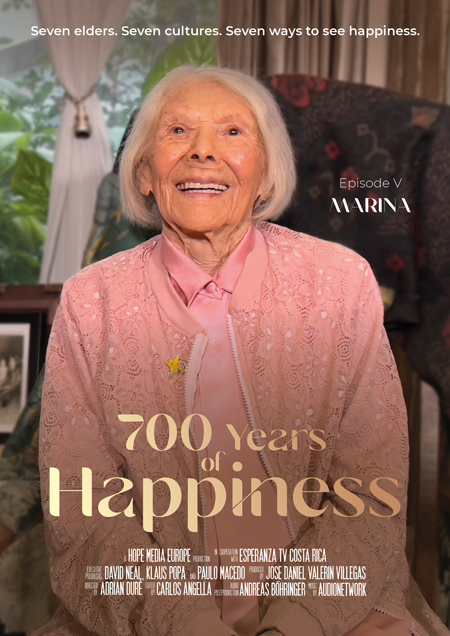 Seven elders. Seven cultures. Seven ways to see happiness.
Episode V
MARINA
700 Years
of
Happiness
A HOPE MEDIA EUROPE PRODUCTION IN COOPERATION WITH ESPERANZA TV COSTA RICA
EXECUTIVE PRODUCERS DAVID NEAL, KLAUS POPA AND PAULO MACEDO PRODUCER BY JOSE DANIEL VALERIN VILLEGAS
DIRECTED BY ADRIAN DURÉ EDITED BY CARLOS ANGELLA AUDIO POSTPRODUCTION ANDREAS BÖHRINGER MUSIC BY AUDIONETWORK